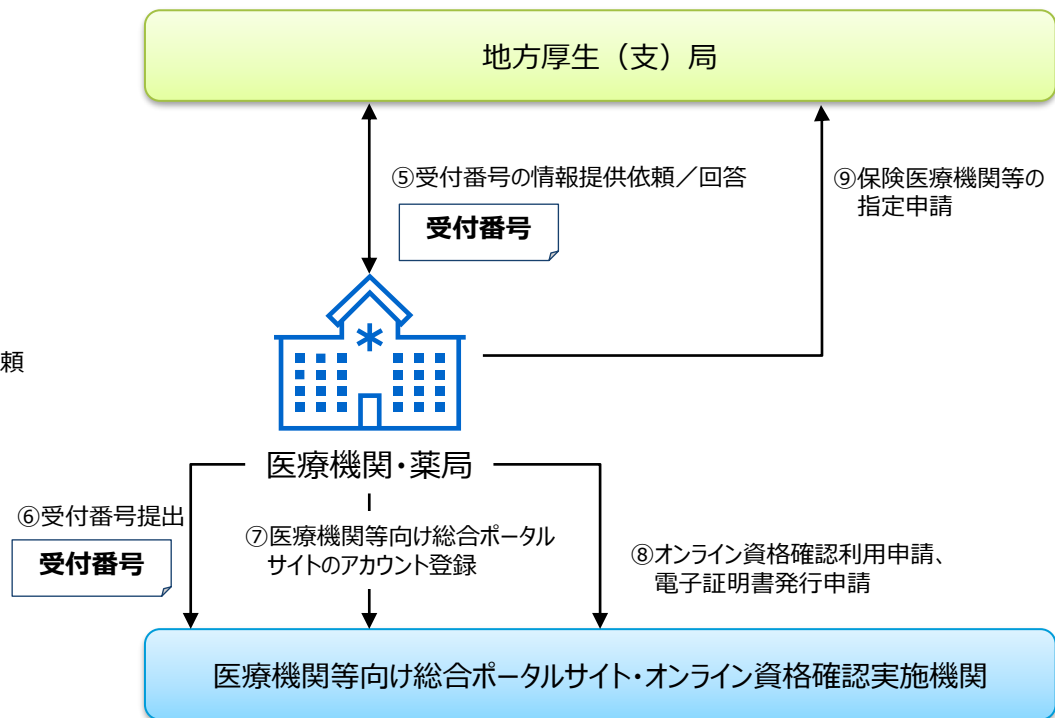 地方厚生（支）局
⑤受付番号の情報提供依頼／回答
受付番号
⑨保険医療機関等の
指定申請
頼
医療機関・薬局
⑥受付番号提出
受付番号
⑦医療機関等向け総合ポータル
サイトのアカウント登録
⑧オンライン資格確認利用申請、
電子証明書発行申請
医療機関等向け総合ポータルサイト・オンライン資格確認実施機関